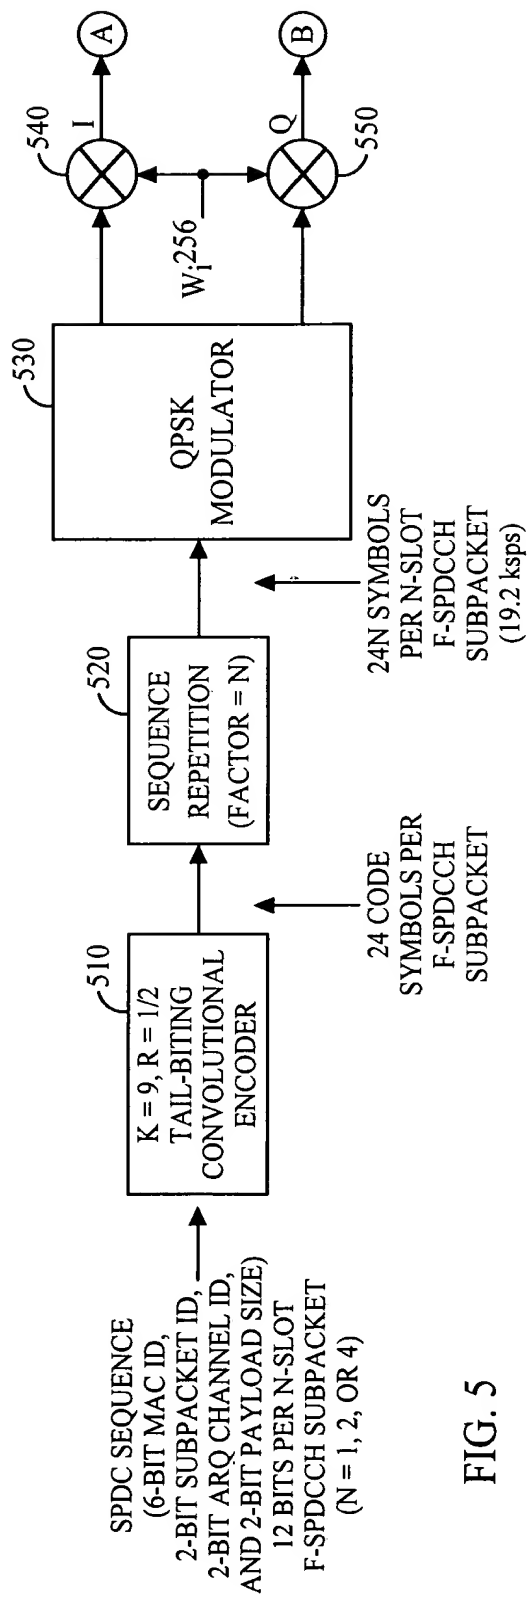 SPDC SEQUENCE
(6-BIT MAC ID,
2-BIT SUBPACKET ID,
2-BIT ARQ CHANNEL ID,
AND 2-BIT PAYLOAD SIZE)
12 BITS PER N-SLOT
F-SPDCCH SUBPACKET
(N = 1, 2, OR 4)
510
K = 9, R = 1/2
TAIL-BITING
CONVOLUTIONAL
ENCODER
24 CODE
SYMBOLS PER
F-SPDCCH
SUBPACKET
520
SEQUENCE
REPETITION
(FACTOR = N)
24N SYMBOLS
PER N-SLOT
F-SPDCCH
SUBPACKET
(19.2 ksps)
530
QPSK
MODULATOR
Wi256
540
I
A
550
Q
B
FIG. 5